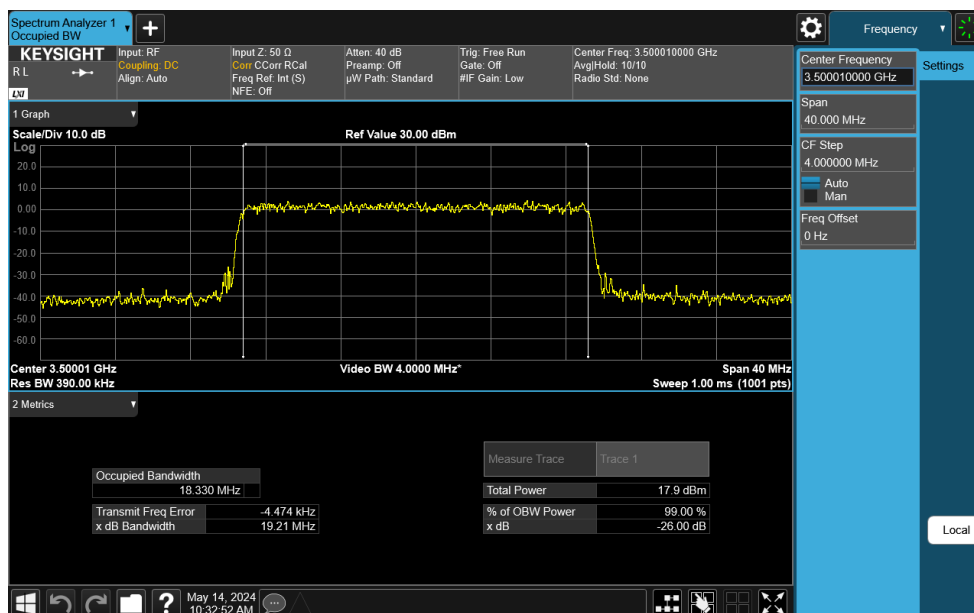 Spectrum Analyzer 1
Occupied BW
Frequency
KEYSIGHT
R L
LXI
Input: RF
Coupling: DC
Align: Auto
Input Z: 50 Ω
Corr CCorr RCal
Freq Ref: Int (S)
NFE: Off
Atten: 40 dB
Preamp: Off
µW Path: Standard
Trig: Free Run
Gate: Off
#IF Gain: Low
Center Freq: 3.500010000 GHz
Avg|Hold: 10/10
Radio Std: None
Center Frequency
3.500010000 GHz
Settings
Span
40.000 MHz
CF Step
4.000000 MHz
Auto
Man
Freq Offset
0 Hz
Local
1 Graph
Scale/Div 10.0 dB
Ref Value 30.00 dBm
Log
20.0
10.0
0.00
-10.0
-20.0
-30.0
-40.0
-50.0
-60.0
Center 3.50001 GHz
Video BW 4.0000 MHz*
Span 40 MHz
Res BW 390.00 kHz
Sweep 1.00 ms (1001 pts)
2 Metrics
Measure Trace
Trace 1
Occupied Bandwidth
18.330 MHz
Total Power
17.9 dBm
Transmit Freq Error
-4.474 kHz
% of OBW Power
99.00 %
x dB Bandwidth
19.21 MHz
x dB
-26.00 dB
May 14, 2024
10:32:52 AM